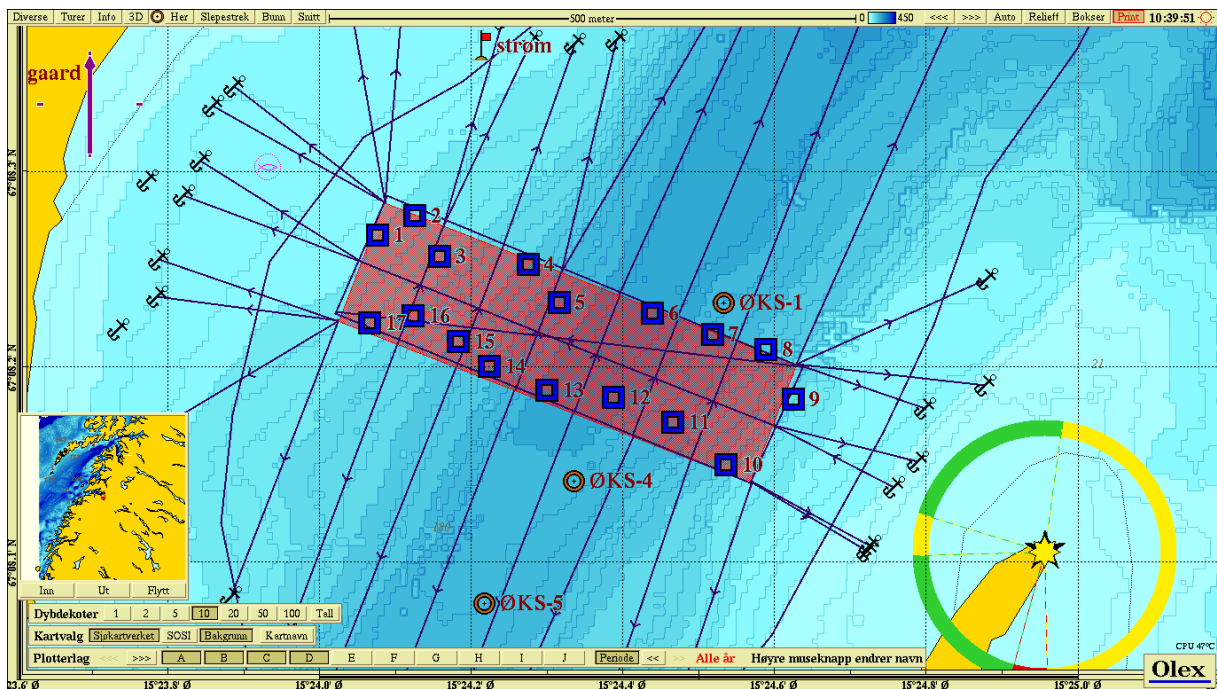 Diverse Turer Info 3D Her Slepestrek Bunn Snitt 500 meter 0 450 <<< >>> Auto Relieff Bokser Print 10:39:51
strøm
gaard
67°08.3' N
2
1
3
4
5
ØKS-1
6
16
17
7
15
8
67°08.2' N
21
14
13
12
9
11
10
ØKS-4
180
67°08.1' N
Inn Ut Flytt
ØKS-5
Dybdekoter 1 2 5 10 20 50 100 Tall
Kartvalg Sjøkartverket SOSI Bakgrunn Kartnavn
CPU 47°C
Plotterlag <<< >>> A B C D E F G H I J Periode << >> Alle år Høyre museknapp endrer navn
Olex
23.6' Ø 15°23.8' Ø 15°24.0' Ø 15°24.2' Ø 15°24.4' Ø 15°24.6' Ø 15°24.8' Ø 15°25.0' Ø